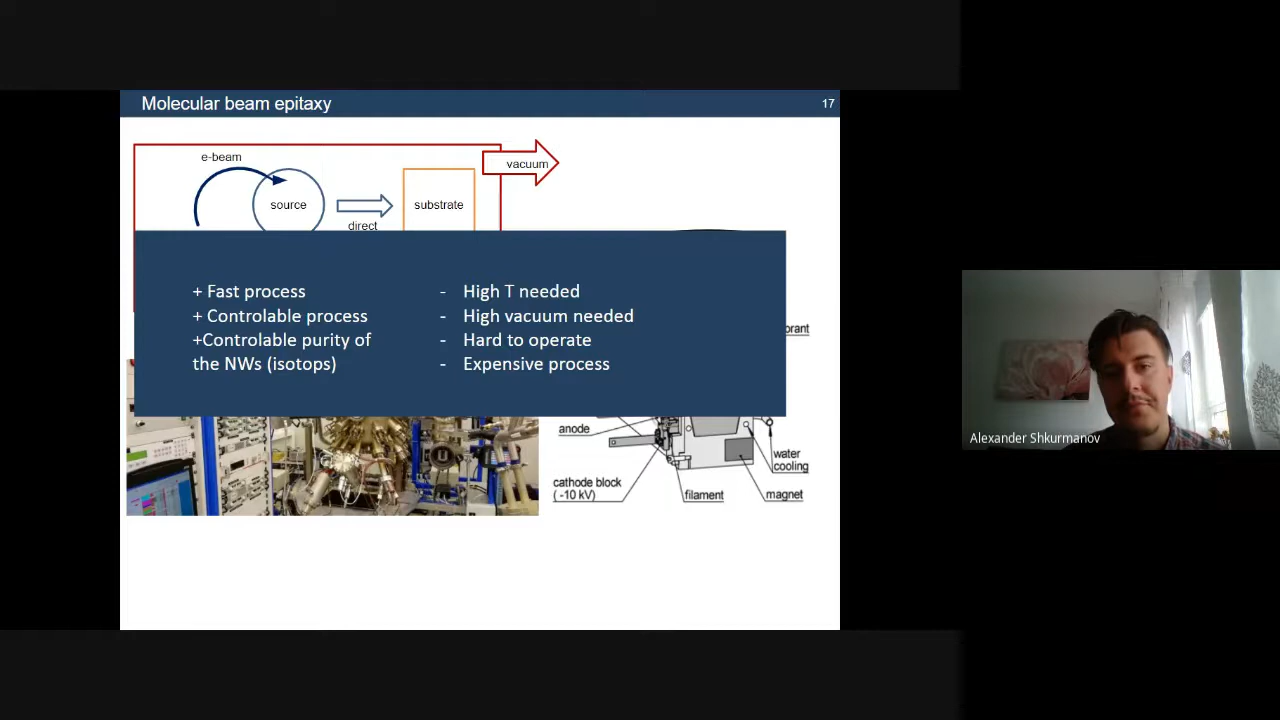 Molecular beam epitaxy
17
e-beam
vacuum
source
substrate
direct
+ Fast process
+ Controlable process
+Controlable purity of
the NWs (isotops)
- High T needed
- High vacuum needed
- Hard to operate
- Expensive process
anode
cathode block
(-10 kV)
filament
water
cooling
magnet
Alexander Shkurmanov